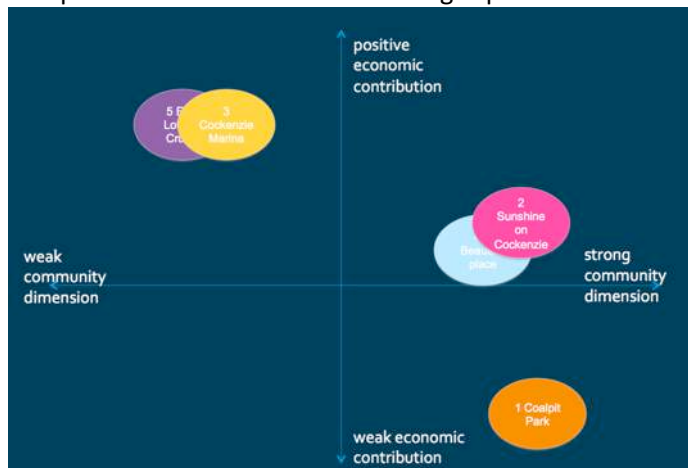 positive
economic
contribution
5
3
Cockenzie
Marina
2
Sunshine
on
Cockenzie
place
weak
community
dimension
strong
community
dimension
1 Coalpit
Park
weak economic
contribution